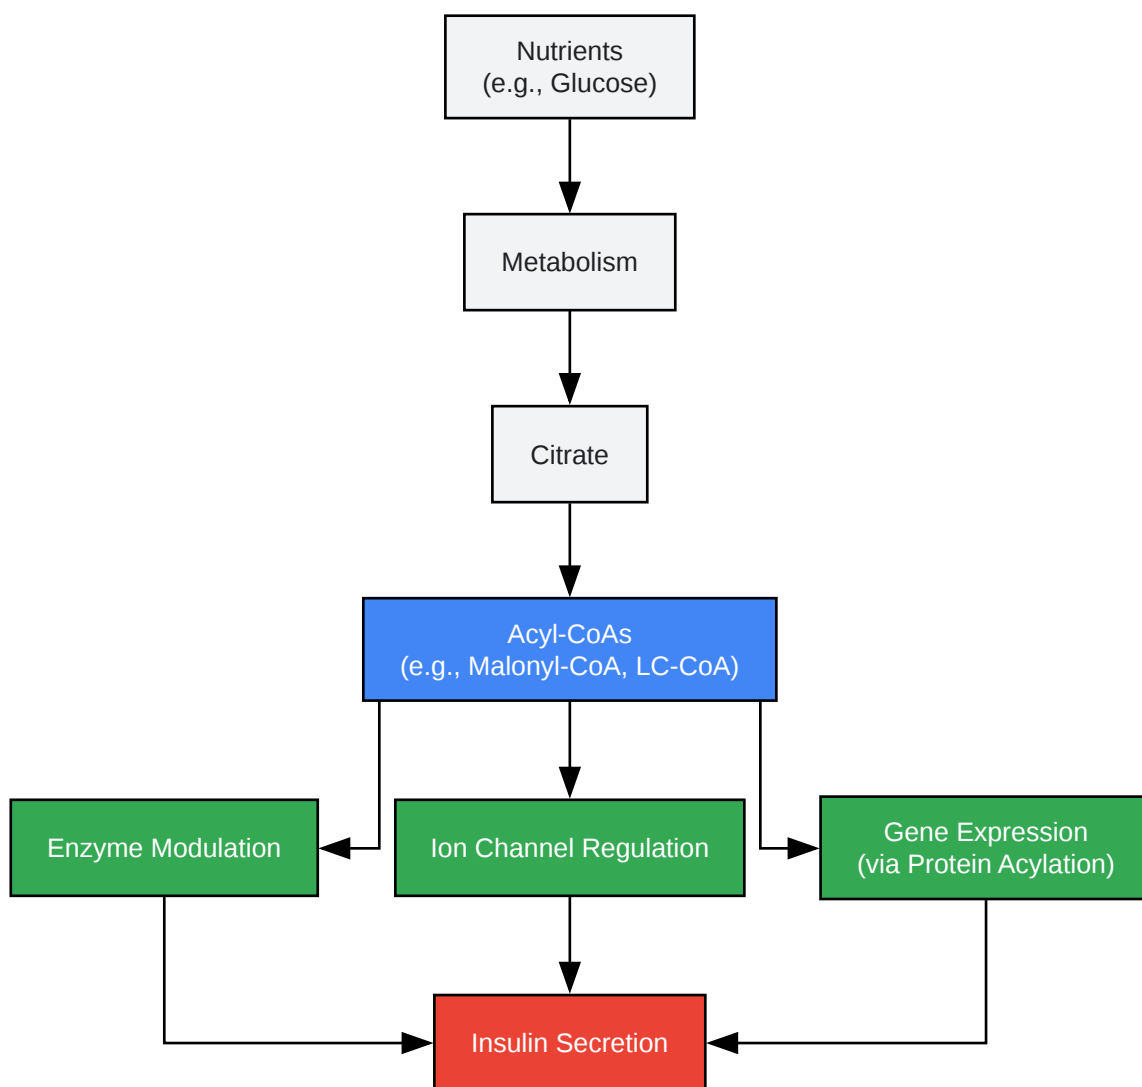 Nutrients
(e.g., Glucose)
Metabolism
Citrate
Acyl-CoAs
(e.g., Malonyl-CoA, LC-CoA)
Enzyme Modulation
Ion Channel Regulation
Gene Expression
(via Protein Acylation)
Insulin Secretion